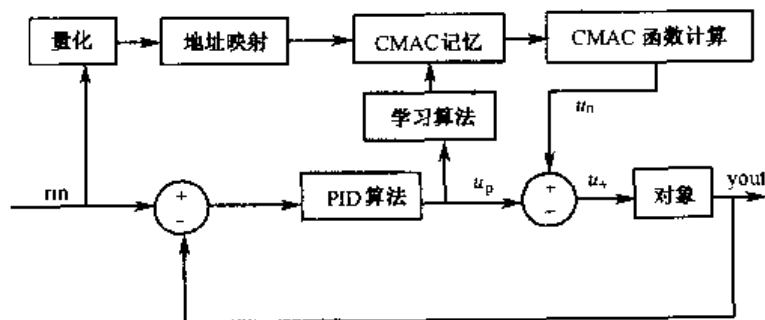 量化
地址映射
CMAC记忆
CMAC 函数计算
学习算法
uₙ
rin
+
-
PID算法
uₚ
+
-
u₊
对象
yout